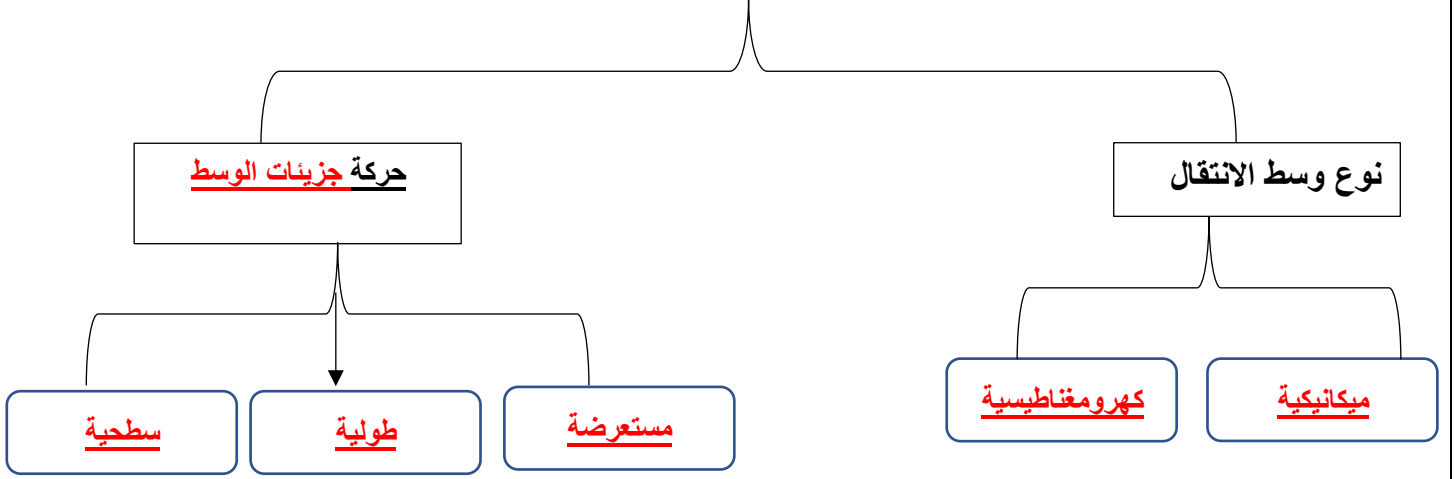 نوع وسط الانتقال
حركة جزيئات الوسط
ميكانيكية
كهرومغناطيسية
مستعرضة
طولية
سطحية